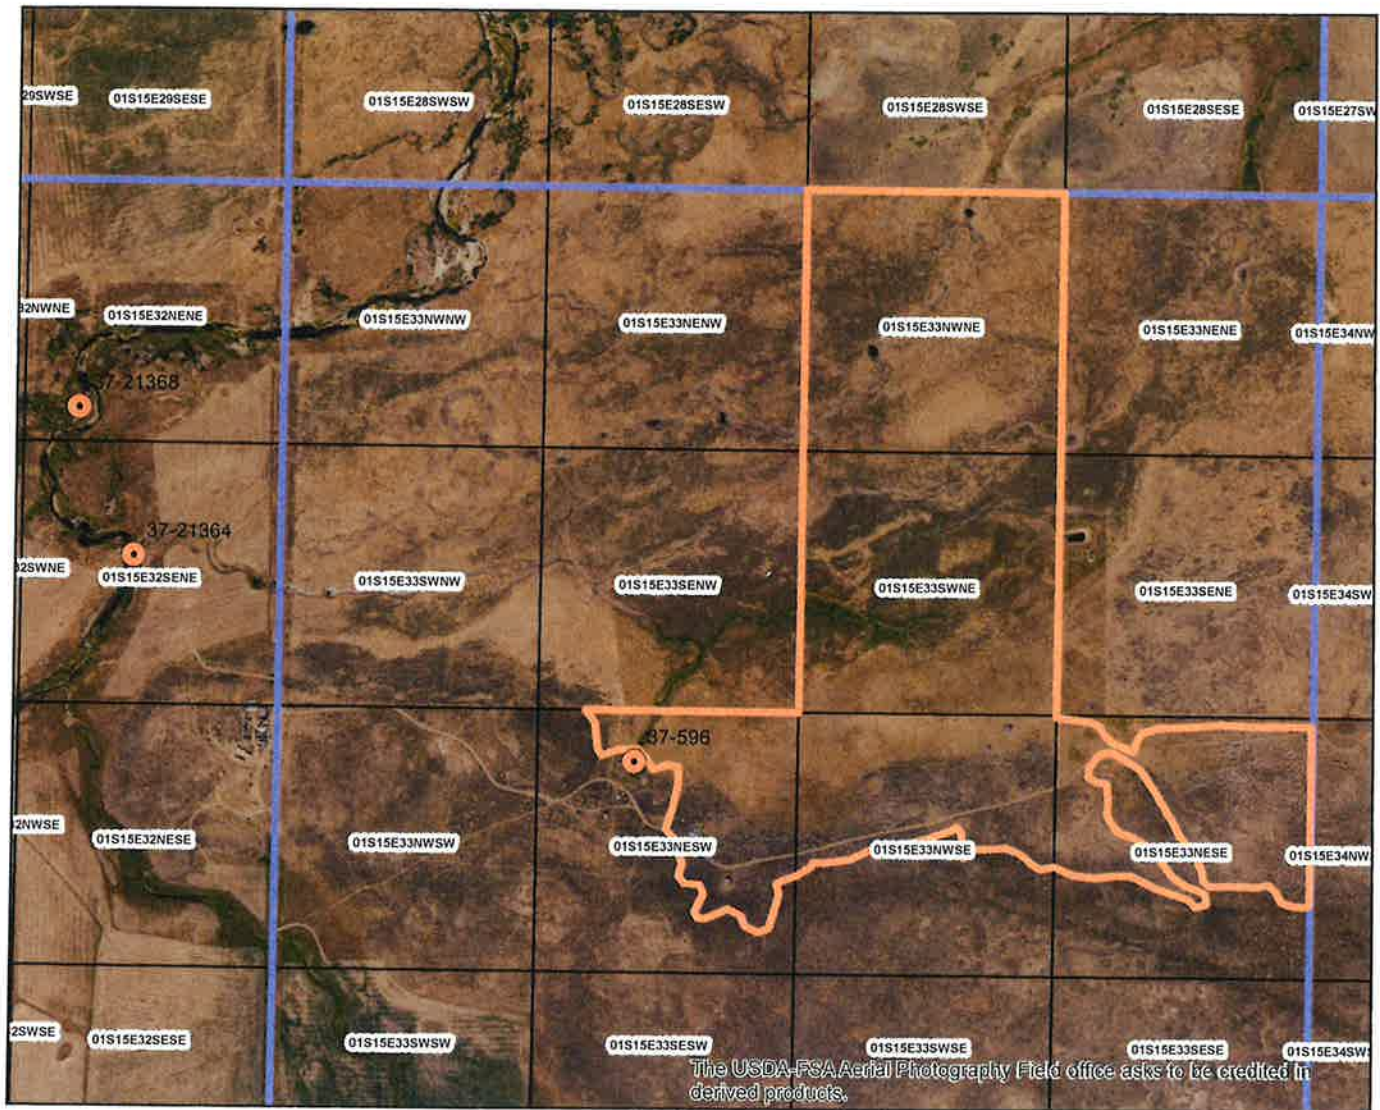 29SWSE 01S15E29SESE 01S15E28SWSW 01S15E28SESW 01S15E28SWSE 01S15E28SESE 01S15E27SW
32NWNE 01S15E32NENE 01S15E33NWNW 01S15E33NENW 01S15E33NWNE 01S15E33NENE 01S15E34NW
37-21368
37-21364
32SWNE 01S15E32SENE 01S15E33SWNW 01S15E33SENW 01S15E33SWNE 01S15E33SENE 01S15E34SW
37-596
2NWSE 01S15E32NESE 01S15E33NWSW 01S15E33NESW 01S15E33NWSE 01S15E33NESE 01S15E34NW
2SWSE 01S15E32SESE 01S15E33SWSW 01S15E33SESW 01S15E33SWSE 01S15E33SESE 01S15E34SW
The USDA-FSA Aerial Photography Field office asks to be credited in
derived products.